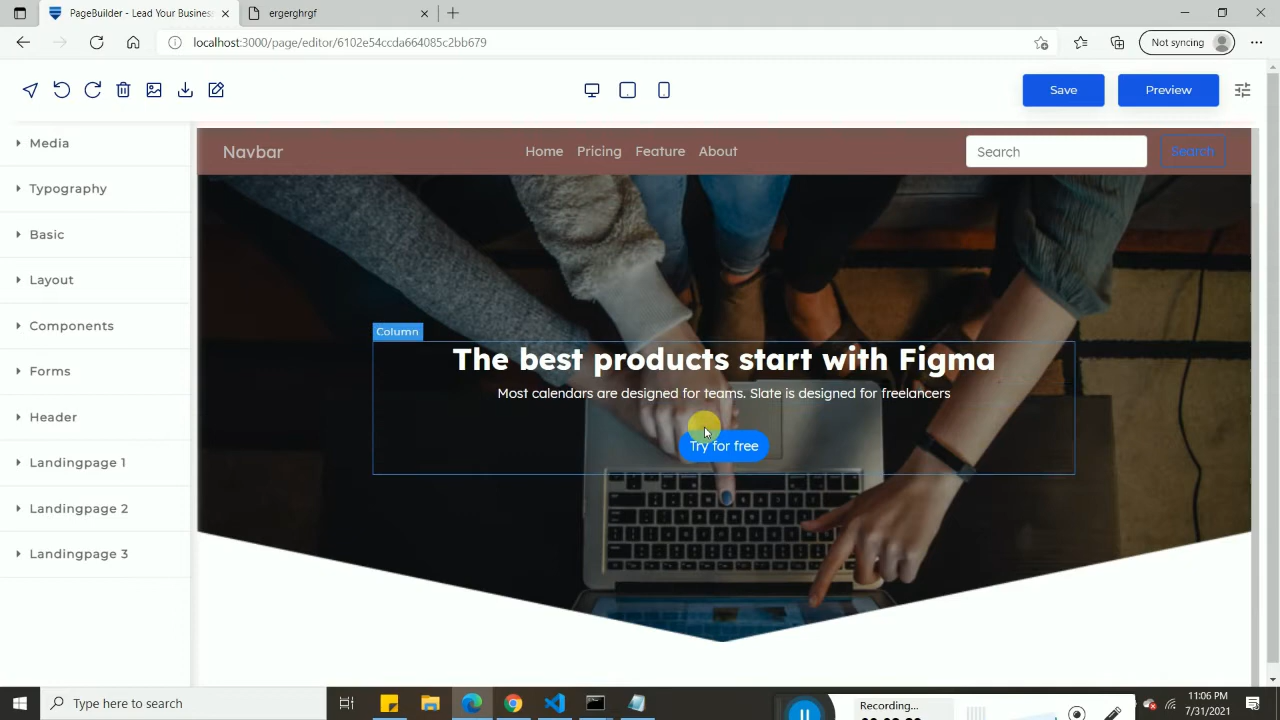 PageBuilder - Lead Your Busines
ergerghrgf
localhost:3000/page/editor/6102e54ccda664085c2bb679
Not syncing
Save
Preview
Media
Typography
Basic
Layout
Components
Forms
Header
Landingpage 1
Landingpage 2
Landingpage 3
Navbar
Home Pricing Feature About
Search
Search
Column
The best products start with Figma
Most calendars are designed for teams. Slate is designed for freelancers
Try for free
Type here to search
Recording...
11:06 PM
7/31/2021